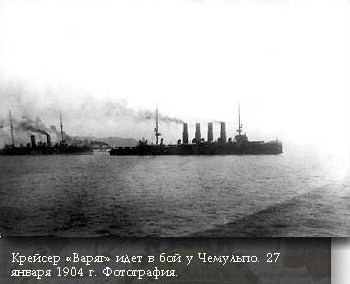 Крейсер «Варяг» идет в бой у Чемульпо. 27
января 1904 г. Фотография.